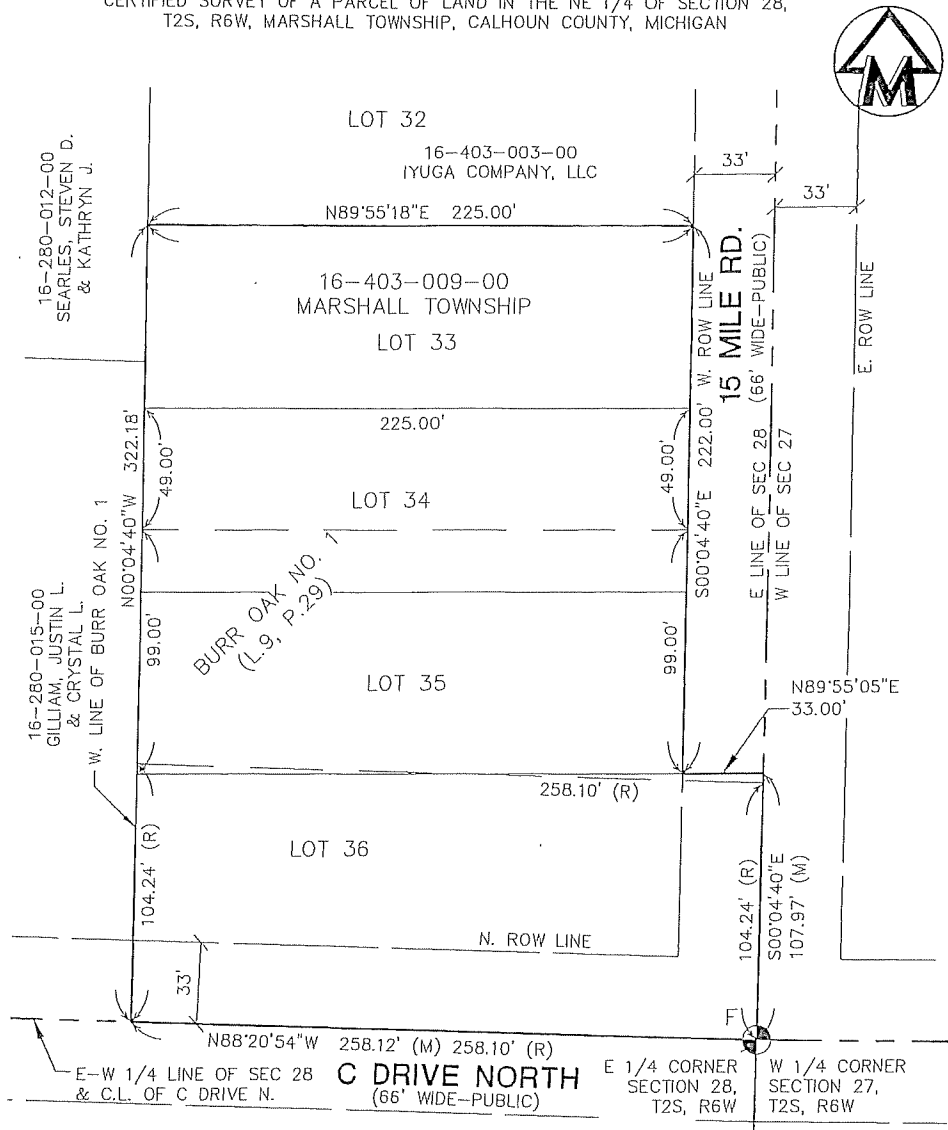 CERTIFIED SURVEY OF A PARCEL OF LAND IN THE NE 1/4 OF SECTION 28,
T2S, R6W, MARSHALL TOWNSHIP, CALHOUN COUNTY, MICHIGAN
M
LOT 32
16-403-003-00
IYUGA COMPANY, LLC
33'
33'
16-280-012-00
SEARLES, STEVEN D.
& KATHRYN J.
N89°55'18"E 225.00'
16-403-009-00
MARSHALL TOWNSHIP
LOT 33
W. ROW LINE
15 MILE RD.
(66' WIDE-PUBLIC)
E. ROW LINE
225.00'
N00°04'40"W 322.18'
49.00'
LOT 34
49.00'
S00°04'40"E 222.00'
E LINE OF SEC 28
W LINE OF SEC 27
16-280-015-00
GILLIAM, JUSTIN L.
& CRYSTAL L.
W. LINE OF BURR OAK NO. 1
BURR OAK NO. 1
(L.9, P.29)
99.00'
LOT 35
99.00'
N89°55'05"E
33.00'
258.10' (R)
104.24' (R)
LOT 36
104.24' (R)
S00°04'40"E
107.97' (M)
N. ROW LINE
33'
F
N88°20'54"W 258.12' (M) 258.10' (R)
E-W 1/4 LINE OF SEC 28
& C.L. OF C DRIVE N.
C DRIVE NORTH
(66' WIDE-PUBLIC)
E 1/4 CORNER
SECTION 28,
T2S, R6W
W 1/4 CORNER
SECTION 27,
T2S, R6W